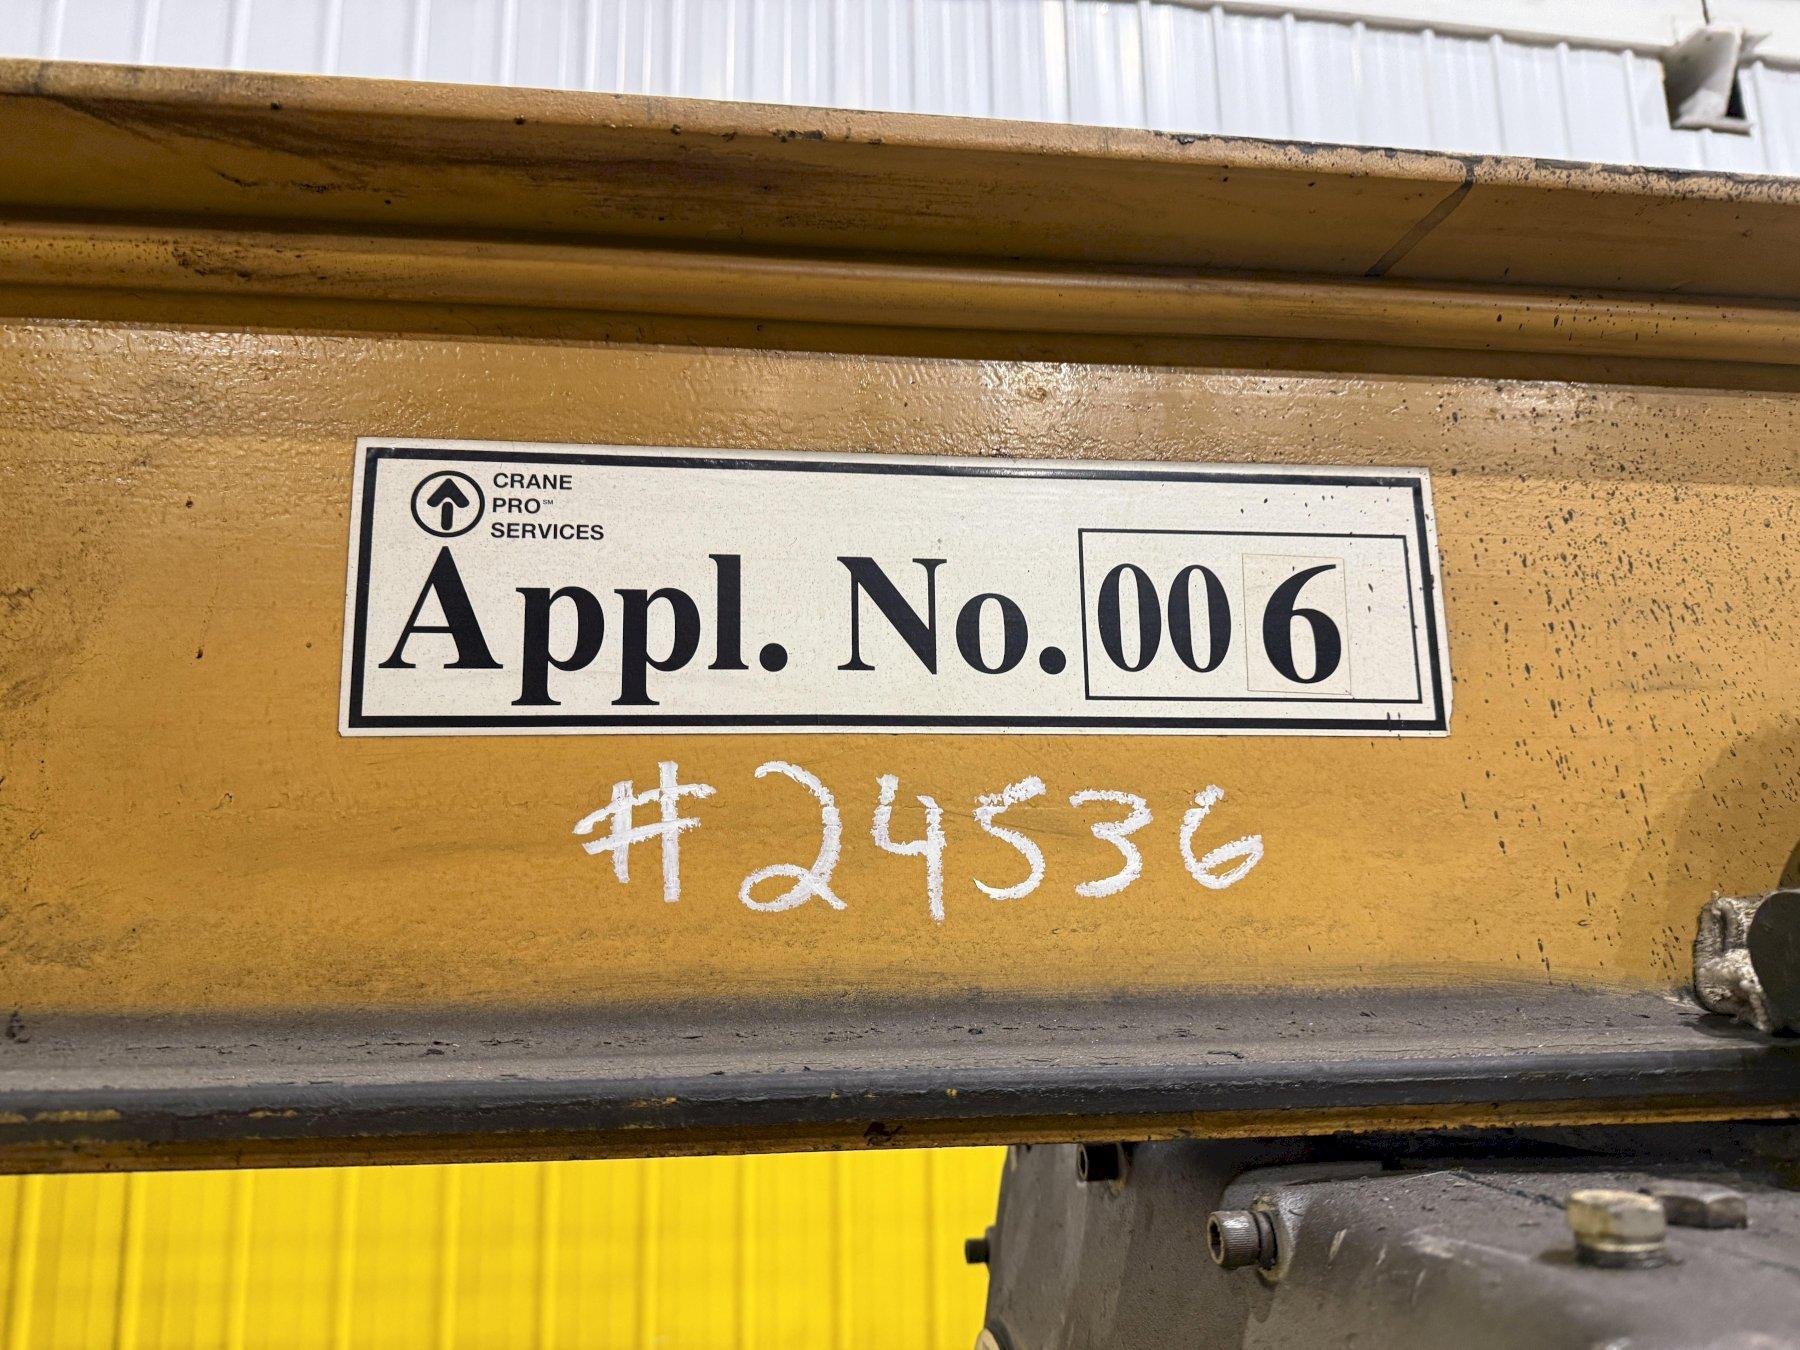 CRANE
PRO℠
SERVICES
Appl. No. 006
#24536